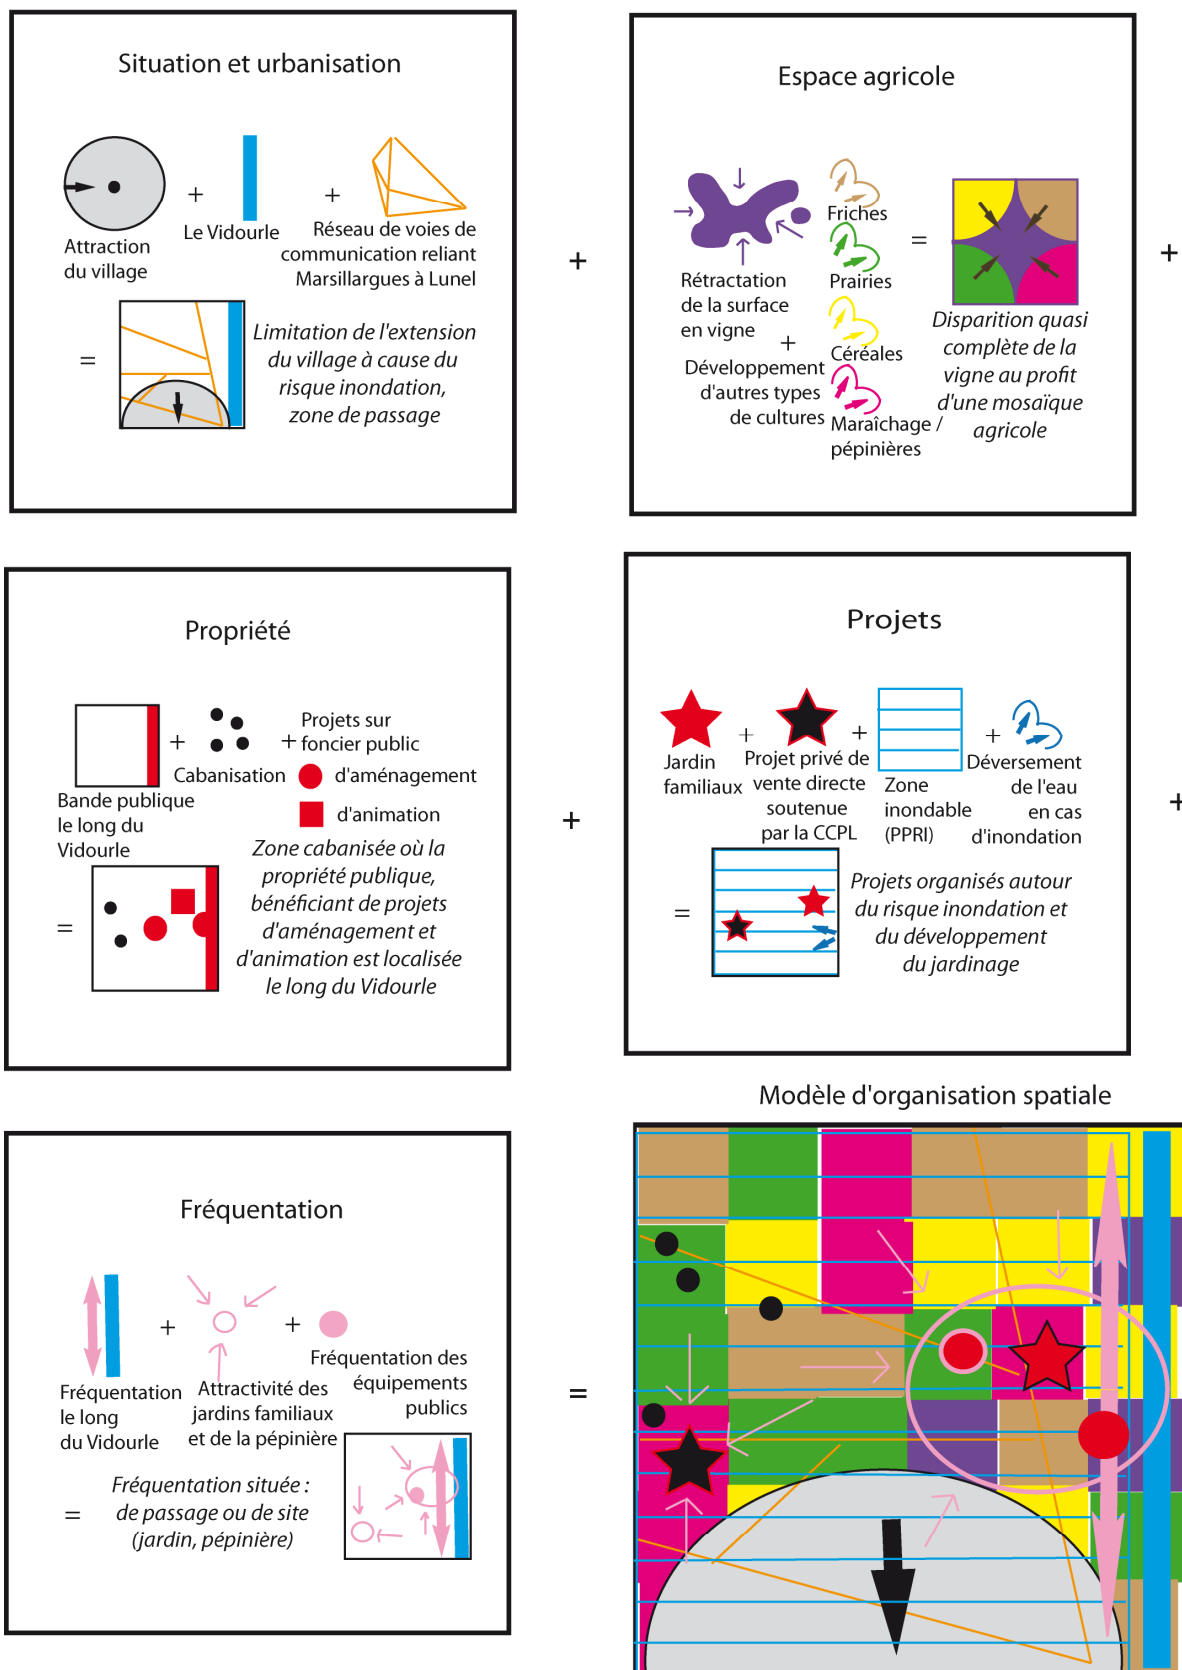 Situation et urbanisation
+
+
Attraction
du village
Le Vidourle
Réseau de voies de
communication reliant
Marsillargues à Lunel
=
Limitation de l'extension
du village à cause du
risque inondation,
zone de passage
+
Espace agricole
Rétractation
de la surface
en vigne
+
Développement
d'autres types
de cultures
Friches
Prairies
Céréales
Maraîchage /
pépinières
=
Disparition quasi
complète de la
vigne au profit
d'une mosaïque
agricole
+
Propriété
+
+
Bande publique
le long du
Vidourle
Cabanisation
Projets sur
foncier public
d'aménagement
d'animation
=
Zone cabanisée où la
propriété publique,
bénéficiant de projets
d'aménagement et
d'animation est localisée
le long du Vidourle
+
Projets
+
+
+
Jardin
familiaux
Projet privé de
vente directe
soutenue
par la CCPL
Zone
inondable
(PPRI)
Déversement
de l'eau
en cas
d'inondation
=
Projets organisés autour
du risque inondation et
du développement
du jardinage
+
Fréquentation
+
+
Fréquentation
le long
du Vidourle
Attractivité des
jardins familiaux
et de la pépinière
Fréquentation des
équipements
publics
=
Fréquentation située :
de passage ou de site
(jardin, pépinière)
=
Modèle d'organisation spatiale